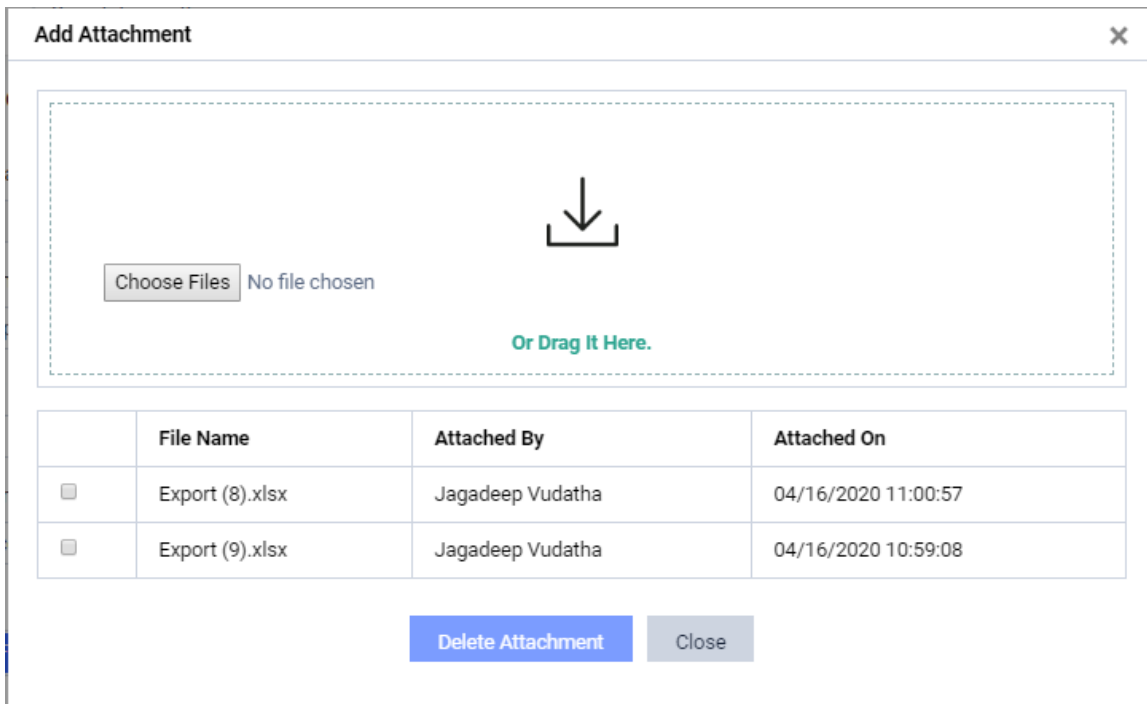 Add Attachment
Choose Files No file chosen
Or Drag It Here.
File Name Attached By Attached On
Export (8).xlsx Jagadeep Vudatha 04/16/2020 11:00:57
Export (9).xlsx Jagadeep Vudatha 04/16/2020 10:59:08
Delete Attachment Close